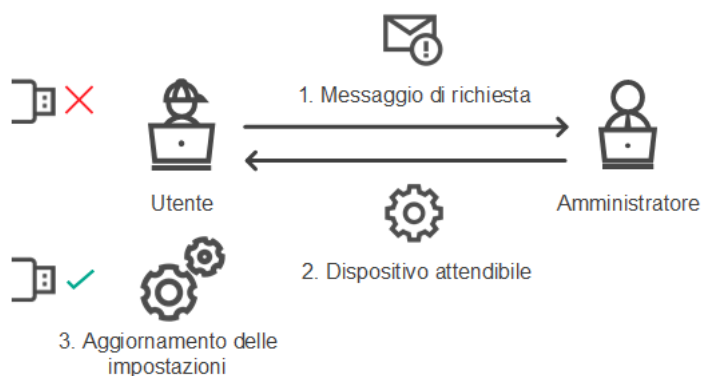 1. Messaggio di richiesta
Utente
Amministratore
2. Dispositivo attendibile
3. Aggiornamento delle
impostazioni